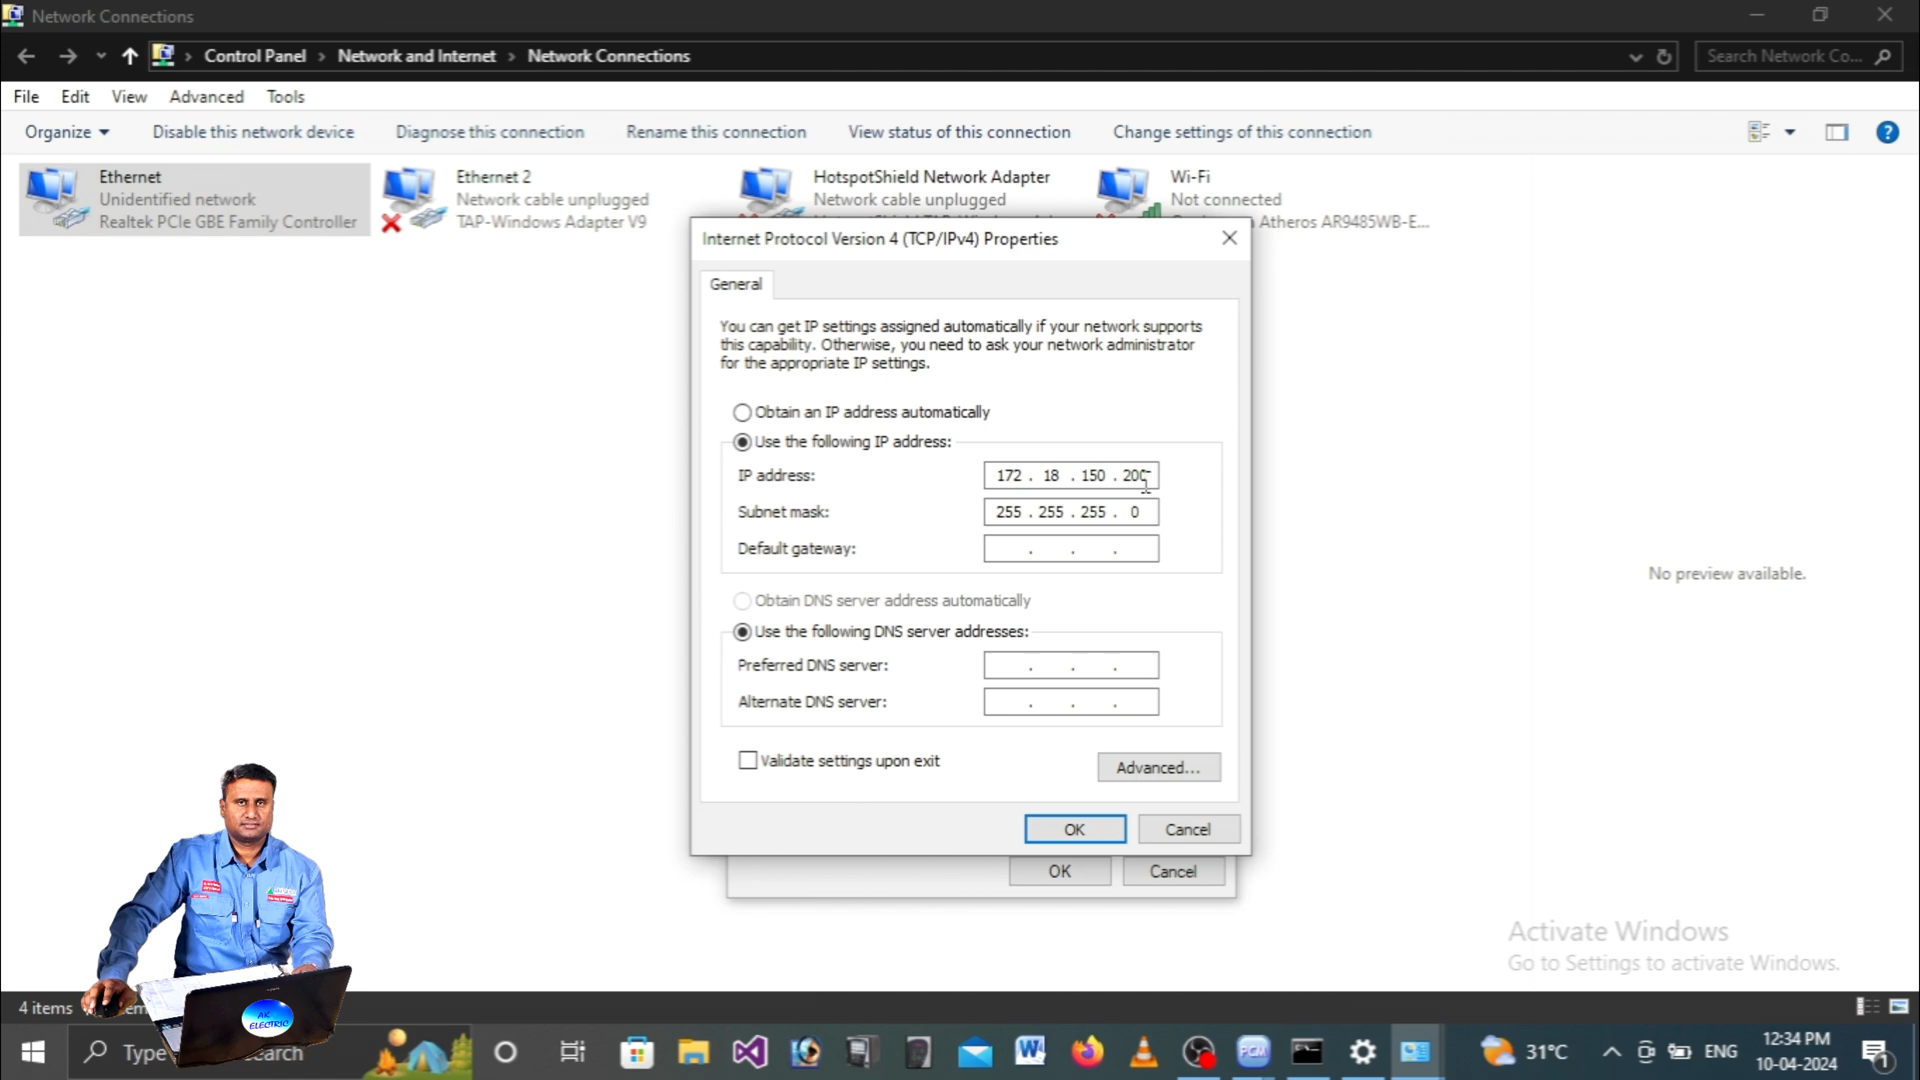 Network Connections
Control Panel > Network and Internet > Network Connections
Search Network Co...
File Edit View Advanced Tools
Organize Disable this network device Diagnose this connection Rename this connection View status of this connection Change settings of this connection
Ethernet
Unidentified network
Realtek PCIe GBE Family Controller
Ethernet 2
Network cable unplugged
TAP-Windows Adapter V9
HotspotShield Network Adapter
Network cable unplugged
Wi-Fi
Not connected
Atheros AR9485WB-E...
Internet Protocol Version 4 (TCP/IPv4) Properties
General
You can get IP settings assigned automatically if your network supports
this capability. Otherwise, you need to ask your network administrator
for the appropriate IP settings.
Obtain an IP address automatically
Use the following IP address:
IP address: 172 . 18 . 150 . 200
Subnet mask: 255 . 255 . 255 . 0
Default gateway: . . .
Obtain DNS server address automatically
Use the following DNS server addresses:
Preferred DNS server: . . .
Alternate DNS server: . . .
Validate settings upon exit
Advanced...
OK Cancel
OK Cancel
No preview available.
Activate Windows
Go to Settings to activate Windows.
AK
ELECTRIC
4 items
Type search
PGM
31°C
ENG
12:34 PM
10-04-2024
1